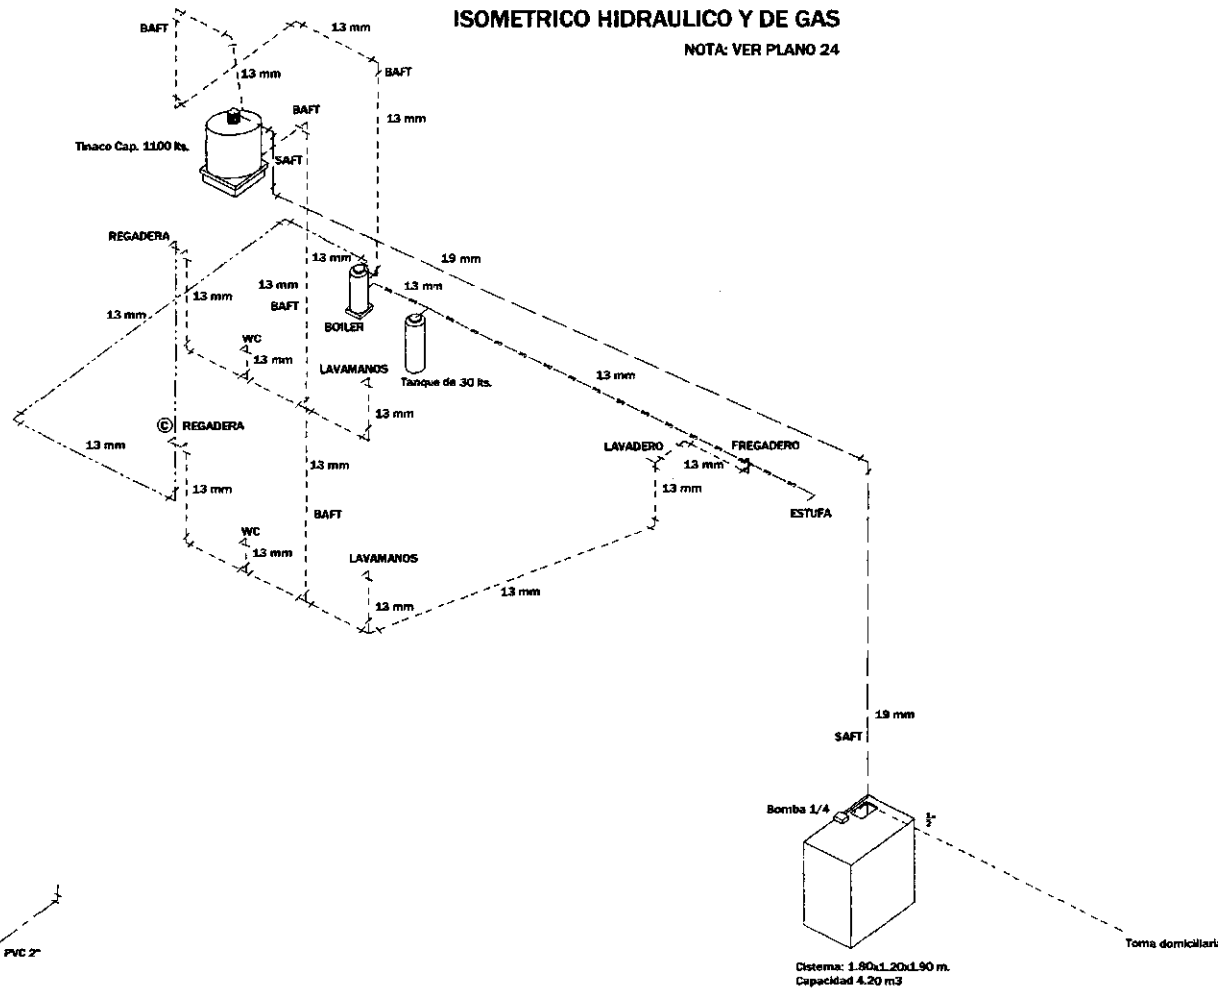 ISOMETRICO HIDRAULICO Y DE GAS
NOTA: VER PLANO 24
BAFT
13 mm
13 mm
BAFT
BAFT
13 mm
Tinaco Cap. 1100 lts.
SAFT
REGADERA
13 mm
19 mm
13 mm
13 mm
13 mm
BAFT
13 mm
BOILER
WC
13 mm
LAVAMANOS
13 mm
Tanque de 30 lts.
13 mm
C
REGADERA
13 mm
13 mm
LAVADERO
FREGADERO
13 mm
13 mm
13 mm
13 mm
BAFT
ESTUFA
WC
13 mm
LAVAMANOS
13 mm
13 mm
19 mm
SAFT
Bomba 1/4
PVC 2"
Toma domiciliaria
Cisterna: 1.80x1.20x1.90 m.
Capacidad 4.20 m3